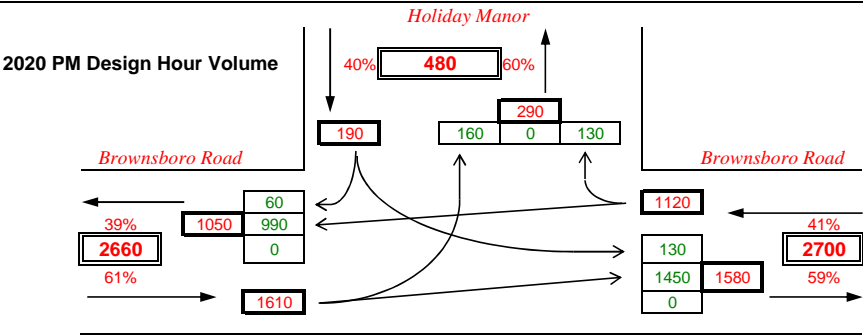 Holiday Manor
2020 PM Design Hour Volume
40% 480 60%
290
190 160 0 130
Brownsboro Road Brownsboro Road
60 1120
39% 1050 990 41%
2660 0 130 2700
61% 1450 1580 59%
1610 0